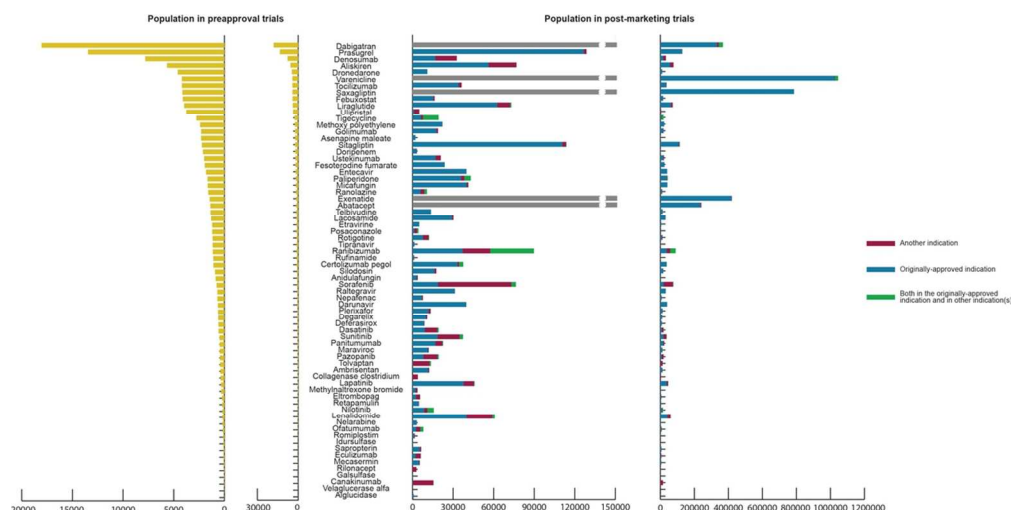 Population in preapproval trials
Population in post-marketing trials
Dabigatran
Prasugrel
Denosumab
Aliskiren
Dronedarone
Varenicline
Tocilizumab
Saxagliptin
Febuxostat
Liraglutide
Ulipristal
Tigecycline
Methoxy polyethylene
Golimumab
Asenapine maleate
Sitagliptin
Doripenem
Ustekinumab
Fesoterodine fumarate
Entecavir
Paliperidone
Micafungin
Ranolazine
Exenatide
Abatacept
Telbivudine
Lacosamide
Etravirine
Posaconazole
Rotigotine
Tipranavir
Ranibizumab
Rufinamide
Certolizumab pegol
Silodosin
Anidulafungin
Sorafenib
Raltegravir
Nepafenac
Darunavir
Plerixafor
Degarelix
Deferasirox
Dasatinib
Sunitinib
Panitumumab
Maraviroc
Pazopanib
Tolvaptan
Ambrisentan
Collagenase clostridium
Lapatinib
Methylnaltrexone bromide
Eltrombopag
Retapamulin
Nilotinib
Lenalidomide
Nelarabine
Ofatumumab
Romiplostim
Idursulfase
Sapropterin
Eculizumab
Mecasermin
Rilonacept
Galsulfase
Canakinumab
Velaglucerase alfa
Alglucidase
Another indication
Originally-approved indication
Both in the originally-approved
indication and in other indication(s)
20000 15000 10000 5000 0
30000 0
0 30000 60000 90000 120000 150000
0 200000 400000 600000 800000 1000000 1200000